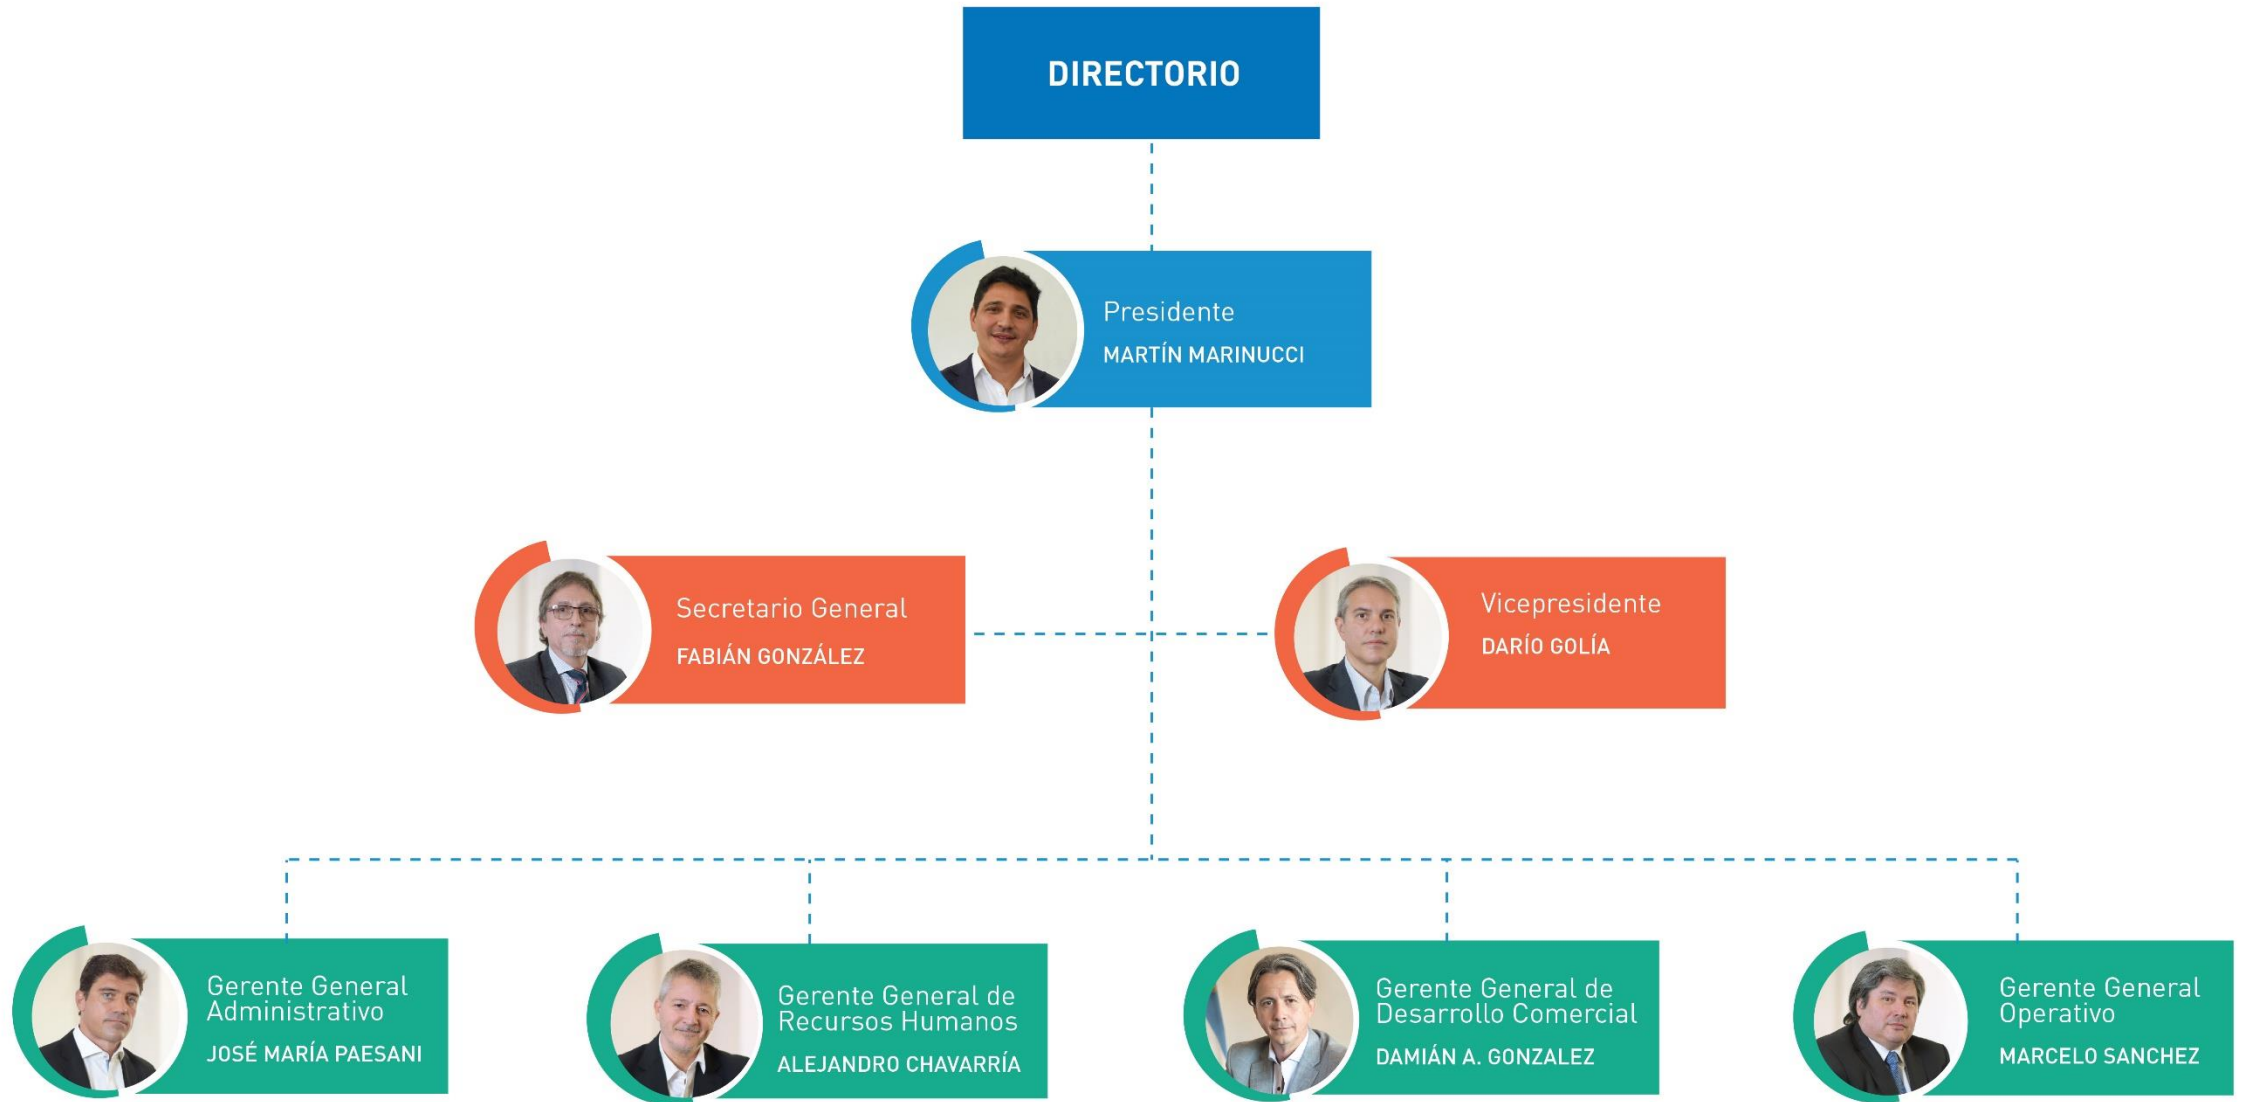 DIRECTORIO
Presidente
MARTÍN MARINUCCI
Secretario General
FABIÁN GONZÁLEZ
Vicepresidente
DARÍO GOLÍA
Gerente General
Administrativo
JOSÉ MARÍA PAESANI
Gerente General de
Recursos Humanos
ALEJANDRO CHAVARRÍA
Gerente General de
Desarrollo Comercial
DAMIÁN A. GONZALEZ
Gerente General
Operativo
MARCELO SANCHEZ